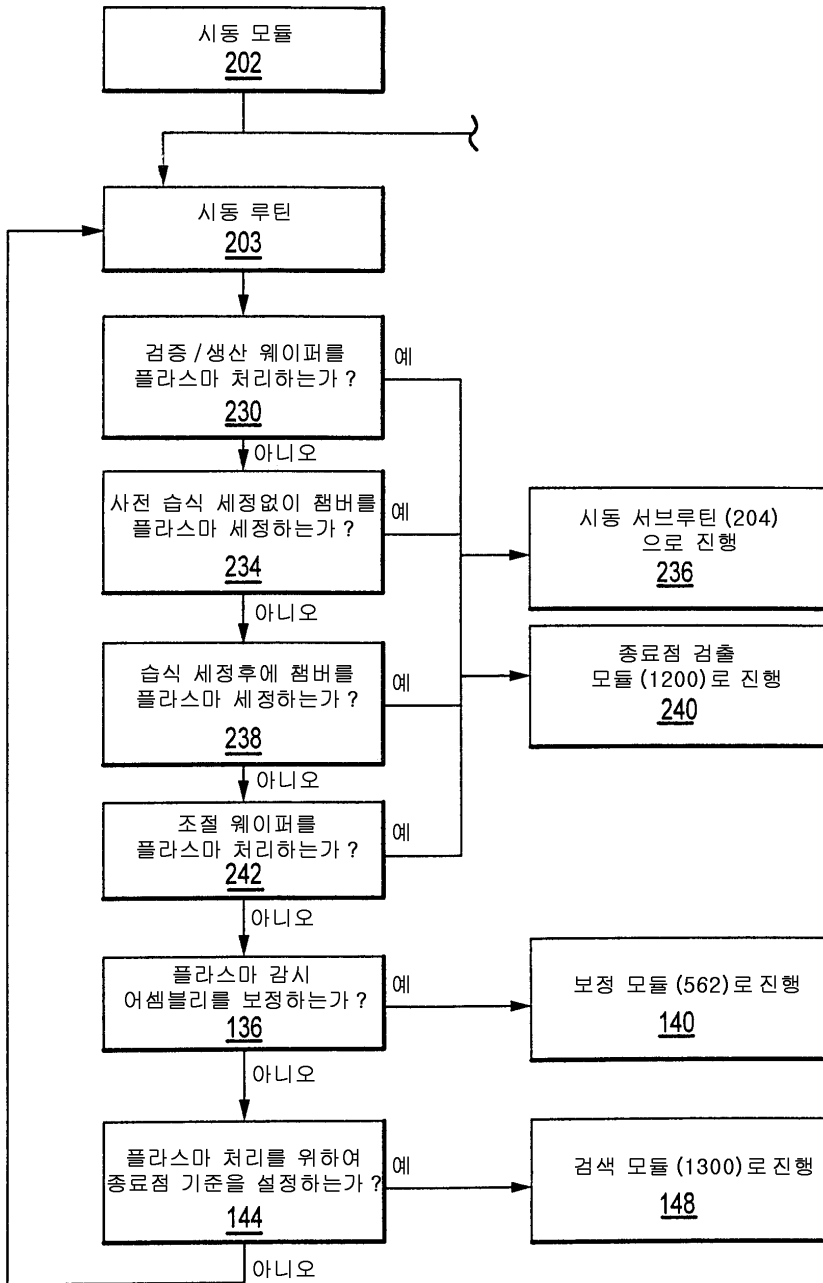 시동 모듈
202
시동 루틴
203
검증/생산 웨이퍼를
플라스마 처리하는가?
230
예
아니오
사전 습식 세정없이 챔버를
플라스마 세정하는가?
234
예
시동 서브루틴(204)
으로 진행
236
아니오
습식 세정후에 챔버를
플라스마 세정하는가?
238
예
종료점 검출
모듈(1200)로 진행
240
아니오
조절 웨이퍼를
플라스마 처리하는가?
242
예
아니오
플라스마 감시
어셈블리를 보정하는가?
136
예
보정 모듈(562)로 진행
140
아니오
플라스마 처리를 위하여
종료점 기준을 설정하는가?
144
예
검색 모듈(1300)로 진행
148
아니오